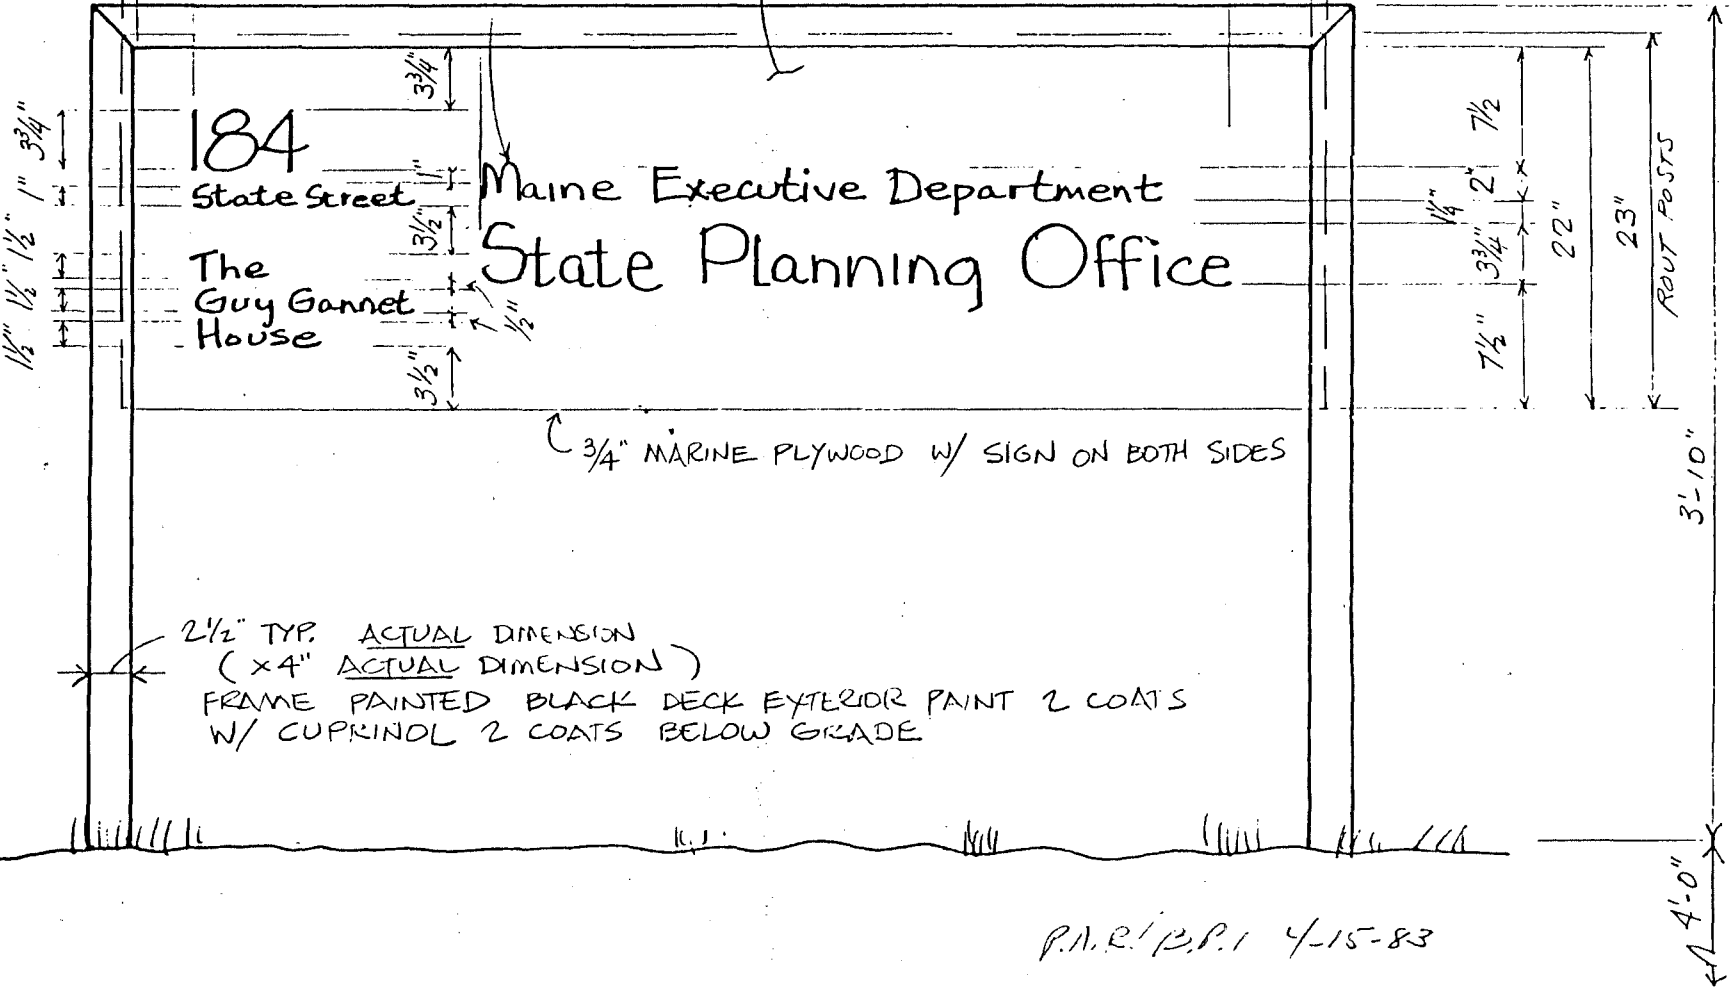 184
State Street
The
Guy Gannet
House
Maine Executive Department
State Planning Office
3¾"
1"
3½"
½"
3½"
3¾"
1"
1½"
1½"
1½"
7½
2"
1¼"
3¾"
7½"
22"
23"
ROUT POSTS
3'-10"
4'-0"
3/4" MARINE PLYWOOD W/ SIGN ON BOTH SIDES
2½" TYP. ACTUAL DIMENSION
(x4" ACTUAL DIMENSION)
FRAME PAINTED BLACK DECK EXTERIOR PAINT 2 COATS
W/ CUPRINOL 2 COATS BELOW GRADE
4-15-83